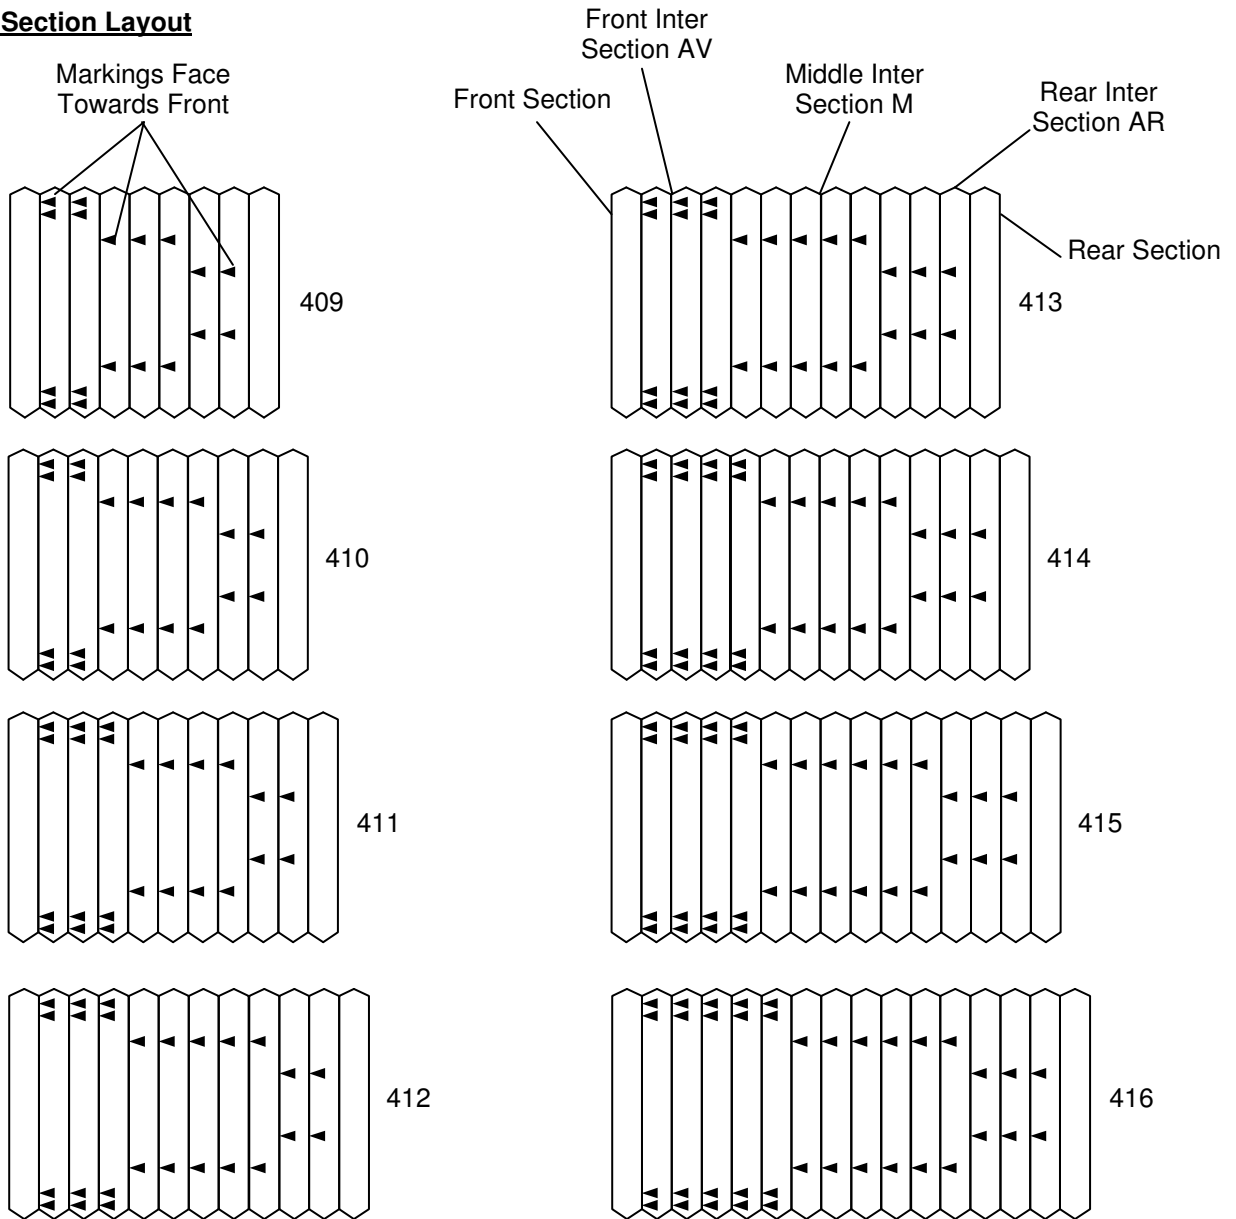 Section Layout
Markings Face
Towards Front
Front Section
Front Inter
Section AV
Middle Inter
Section M
Rear Inter
Section AR
Rear Section
409
413
410
414
411
415
412
416